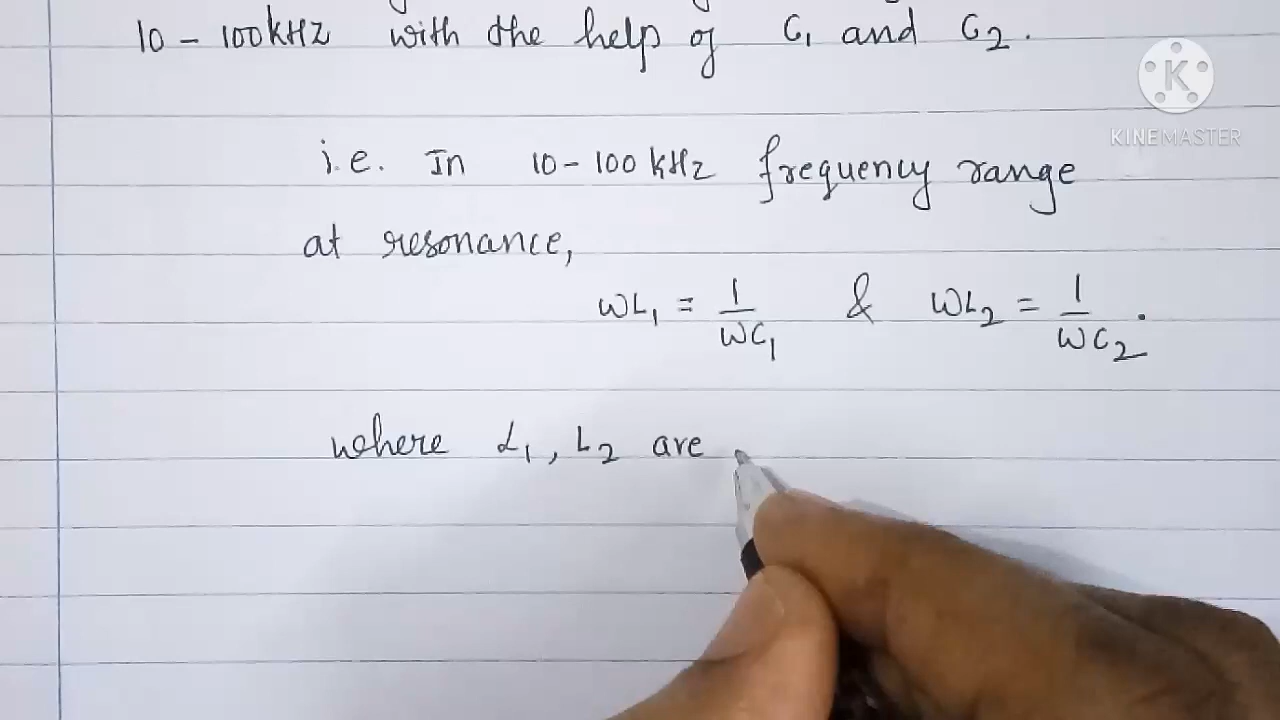 10 - 100kHz with the help of C₁ and C₂.
K
KINEMASTER
i.e. In 10-100 kHz frequency range
at resonance,
ωL₁ = 1/ωC₁ & ωL₂ = 1/ωC₂.
where L₁, L₂ are